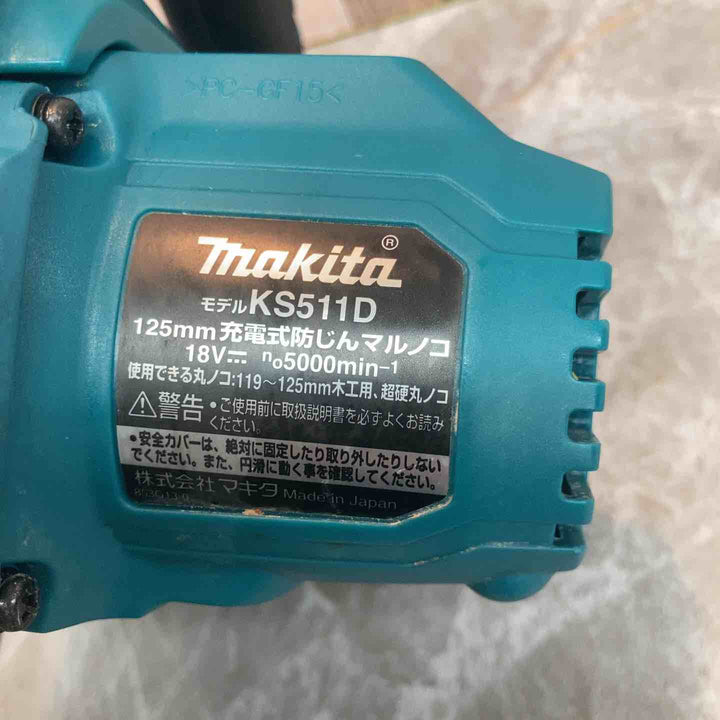 >PC-GF15<
makita®
モデルKS511D
125mm充電式防じんマルノコ
18V⎓ n₀5000min⁻¹
使用できる丸ノコ:119～125mm木工用、超硬丸ノコ
⚠警告・ご使用前に取扱説明書を必ずよくお読み
ください。
・安全カバーは、絶対に固定したり取り外したりしない
でください。また、円滑に動く事を確認してください。
株式会社マキタ Made in Japan